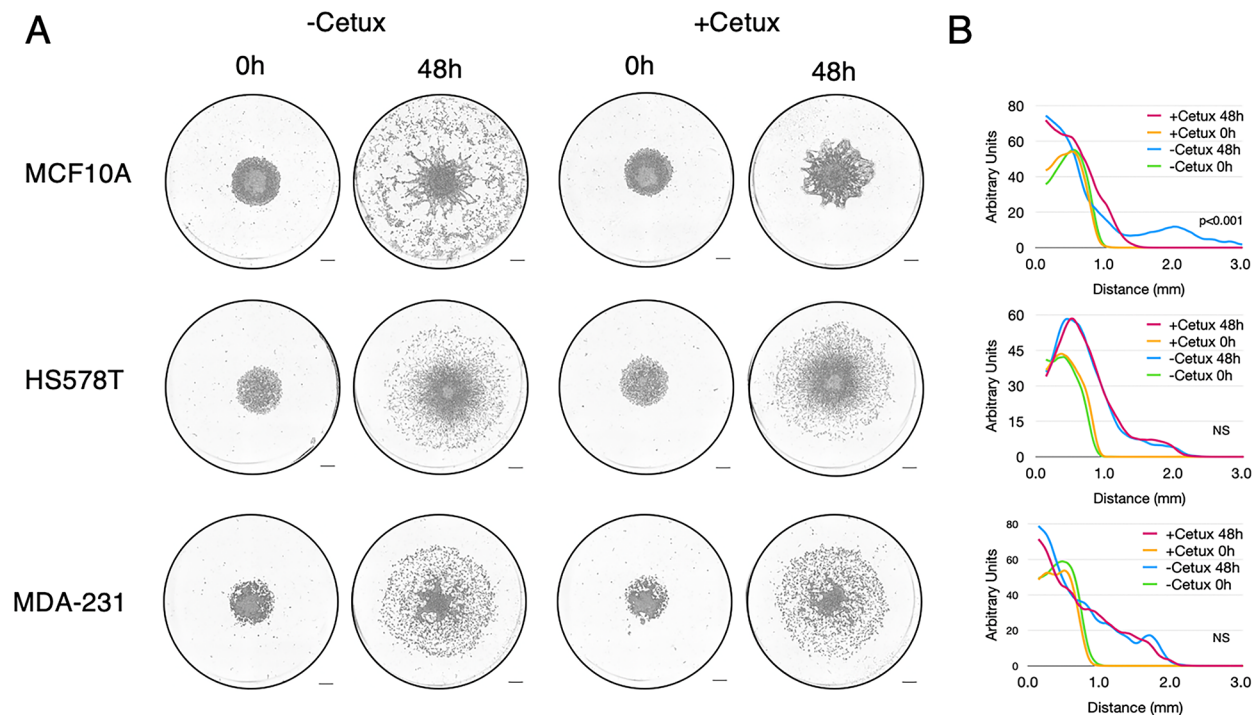 A
-Cetux
+Cetux
B
0h
48h
0h
48h
MCF10A
HS578T
MDA-231
80
60
40
20
0
Arbitrary Units
+Cetux 48h
+Cetux 0h
-Cetux 48h
-Cetux 0h
p<0.001
0.0
1.0
2.0
3.0
Distance (mm)
60
45
30
15
0
Arbitrary Units
+Cetux 48h
+Cetux 0h
-Cetux 48h
-Cetux 0h
NS
0.0
1.0
2.0
3.0
Distance (mm)
80
60
40
20
0
Arbitrary Units
+Cetux 48h
+Cetux 0h
-Cetux 48h
-Cetux 0h
NS
0.0
1.0
2.0
3.0
Distance (mm)